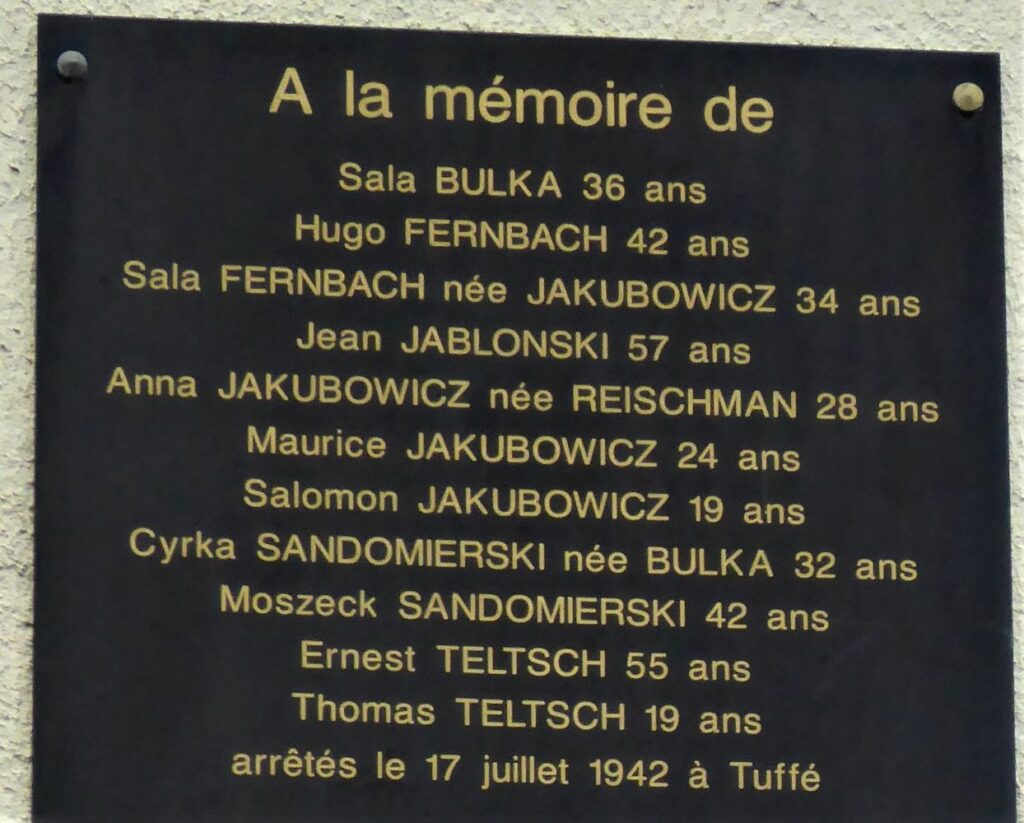 A la mémoire de
Sala BULKA 36 ans
Hugo FERNBACH 42 ans
Sala FERNBACH née JAKUBOWICZ 34 ans
Jean JABLONSKI 57 ans
Anna JAKUBOWICZ née REISCHMAN 28 ans
Maurice JAKUBOWICZ 24 ans
Salomon JAKUBOWICZ 19 ans
Cyrka SANDOMIERSKI née BULKA 32 ans
Moszeck SANDOMIERSKI 42 ans
Ernest TELTSCH 55 ans
Thomas TELTSCH 19 ans
arrêtés le 17 juillet 1942 à Tuffé